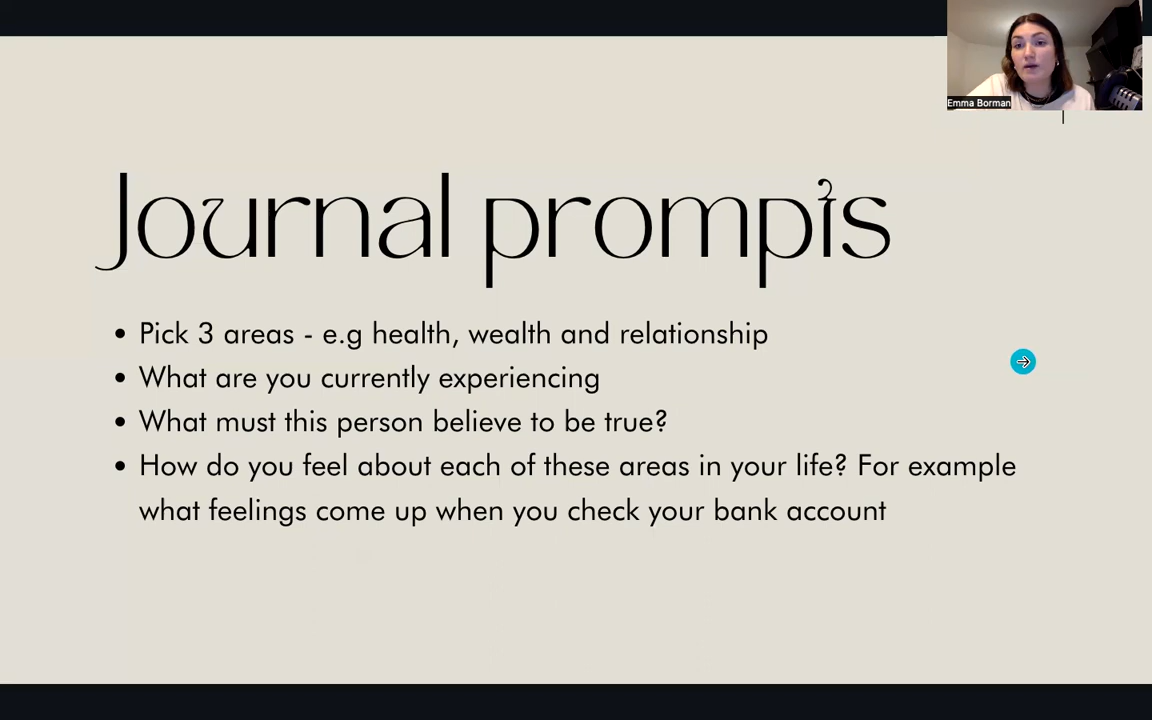 Emma Borman
Journal prompts
• Pick 3 areas - e.g health, wealth and relationship
• What are you currently experiencing
• What must this person believe to be true?
• How do you feel about each of these areas in your life? For example
what feelings come up when you check your bank account